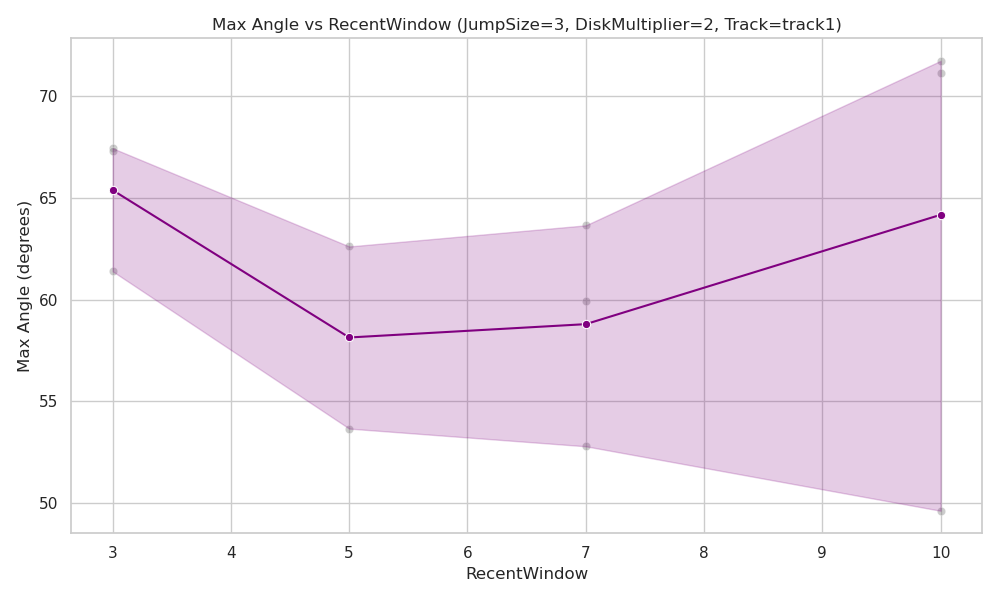 Max Angle vs RecentWindow (JumpSize=3, DiskMultiplier=2, Track=track1)
Max Angle (degrees)
70
65
60
55
50
3 4 5 6 7 8 9 10
RecentWindow